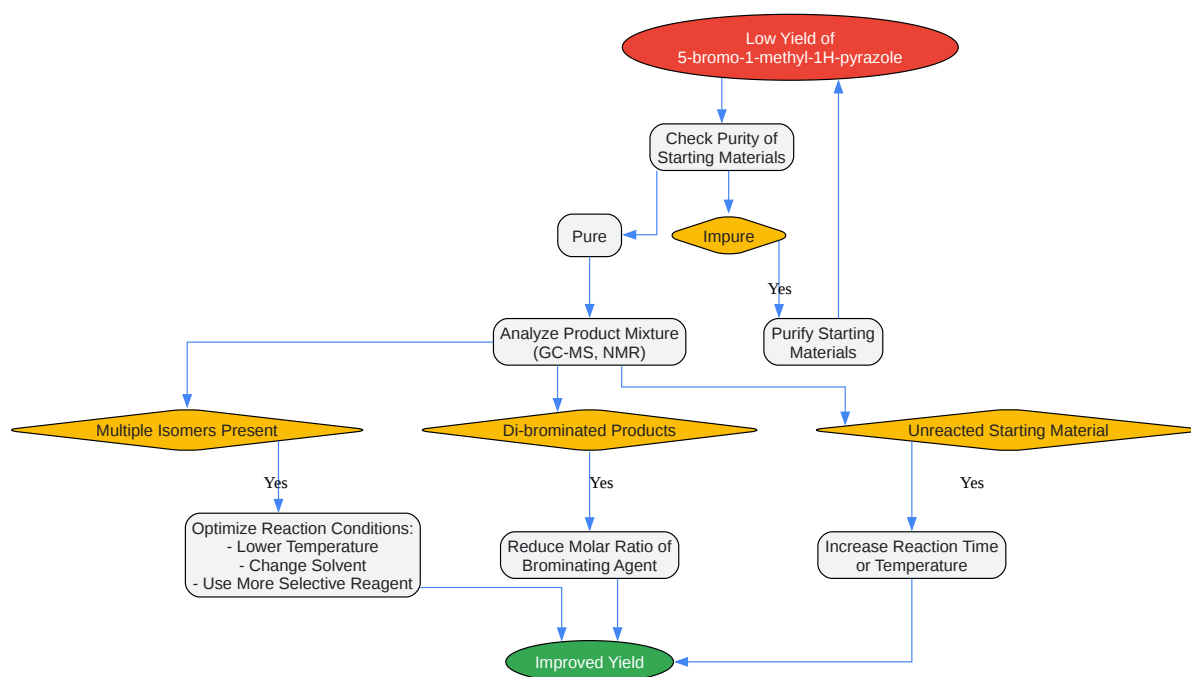 Low Yield of
5-bromo-1-methyl-1H-pyrazole
Check Purity of
Starting Materials
Pure
Impure
Yes
Analyze Product Mixture
(GC-MS, NMR)
Purify Starting
Materials
Multiple Isomers Present
Di-brominated Products
Unreacted Starting Material
Yes
Yes
Yes
Optimize Reaction Conditions:
- Lower Temperature
- Change Solvent
- Use More Selective Reagent
Reduce Molar Ratio of
Brominating Agent
Increase Reaction Time
or Temperature
Improved Yield